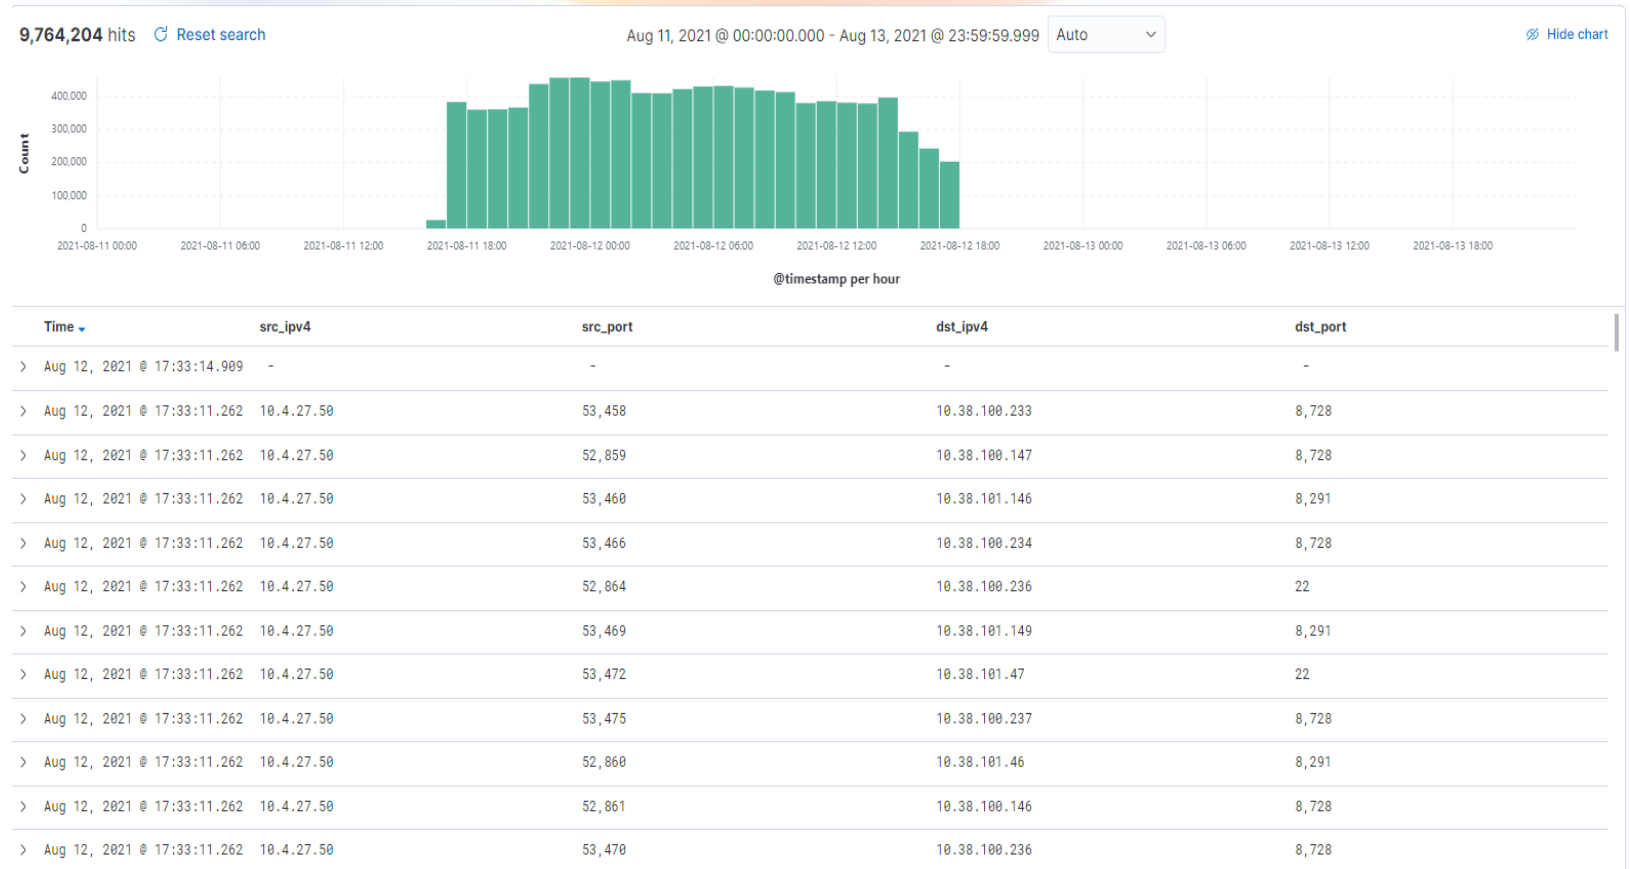 9,764,204 hits Reset search Aug 11, 2021 @ 00:00:00.000 - Aug 13, 2021 @ 23:59:59.999 Auto Hide chart
400,000
300,000
200,000
100,000
0
Count
2021-08-11 00:00 2021-08-11 06:00 2021-08-11 12:00 2021-08-11 18:00 2021-08-12 00:00 2021-08-12 06:00 2021-08-12 12:00 2021-08-12 18:00 2021-08-13 00:00 2021-08-13 06:00 2021-08-13 12:00 2021-08-13 18:00
@timestamp per hour
Time src_ipv4 src_port dst_ipv4 dst_port
Aug 12, 2021 @ 17:33:14.909 - - - -
Aug 12, 2021 @ 17:33:11.262 10.4.27.50 53,458 10.38.100.233 8,728
Aug 12, 2021 @ 17:33:11.262 10.4.27.50 52,859 10.38.100.147 8,728
Aug 12, 2021 @ 17:33:11.262 10.4.27.50 53,460 10.38.101.146 8,291
Aug 12, 2021 @ 17:33:11.262 10.4.27.50 53,466 10.38.100.234 8,728
Aug 12, 2021 @ 17:33:11.262 10.4.27.50 52,864 10.38.100.236 22
Aug 12, 2021 @ 17:33:11.262 10.4.27.50 53,469 10.38.101.149 8,291
Aug 12, 2021 @ 17:33:11.262 10.4.27.50 53,472 10.38.101.47 22
Aug 12, 2021 @ 17:33:11.262 10.4.27.50 53,475 10.38.100.237 8,728
Aug 12, 2021 @ 17:33:11.262 10.4.27.50 52,860 10.38.101.46 8,291
Aug 12, 2021 @ 17:33:11.262 10.4.27.50 52,861 10.38.100.146 8,728
Aug 12, 2021 @ 17:33:11.262 10.4.27.50 53,470 10.38.100.236 8,728